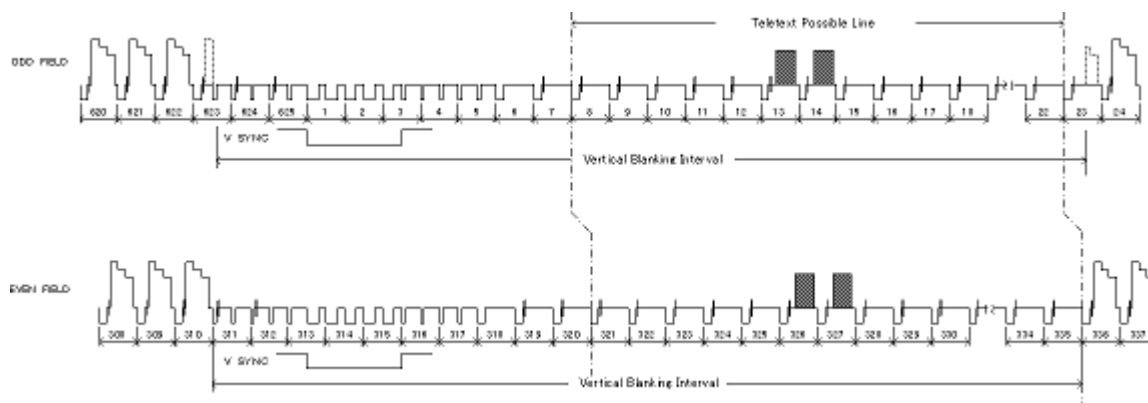 Teletext Possible Line
ODD FIELD
620 621 622 623 624 625 1 2 3 4 5 6 7 8 9 10 11 12 13 14 15 16 17 18 22 23 24
V SYNC
Vertical Blanking Interval
EVEN FIELD
308 309 310 311 312 313 314 315 316 317 318 319 320 321 322 323 324 325 326 327 328 329 330 334 335 336 337
V SYNC
Vertical Blanking Interval